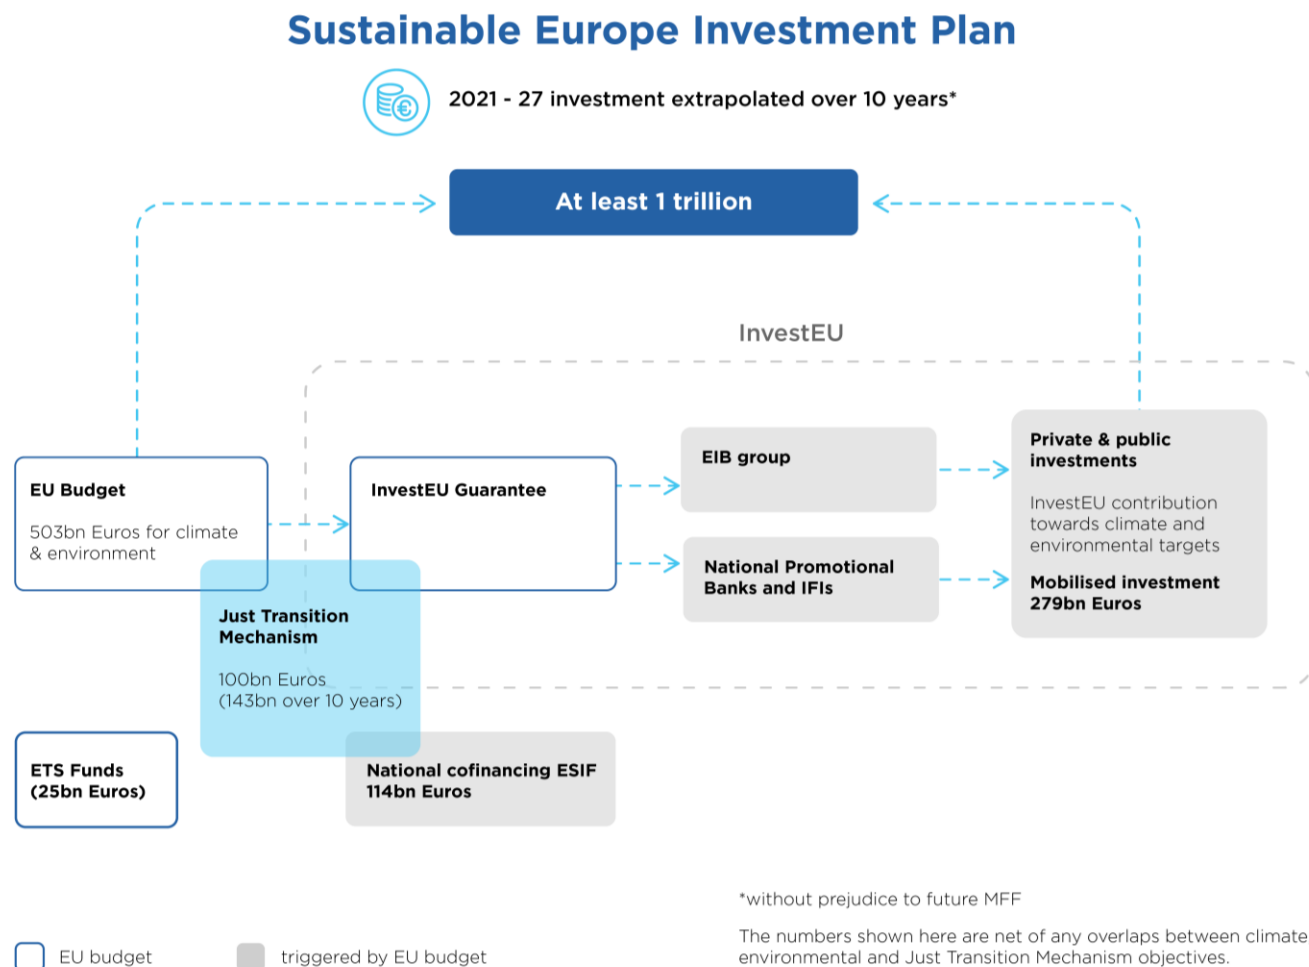 Sustainable Europe Investment Plan
2021 - 27 investment extrapolated over 10 years*
At least 1 trillion
InvestEU
EU Budget
503bn Euros for climate
& environment
InvestEU Guarantee
EIB group
National Promotional
Banks and IFIs
Private & public
investments
InvestEU contribution
towards climate and
environmental targets
Mobilised investment
279bn Euros
Just Transition
Mechanism
100bn Euros
(143bn over 10 years)
ETS Funds
(25bn Euros)
National cofinancing ESIF
114bn Euros
*without prejudice to future MFF
The numbers shown here are net of any overlaps between climate
environmental and Just Transition Mechanism objectives.
EU budget
triggered by EU budget